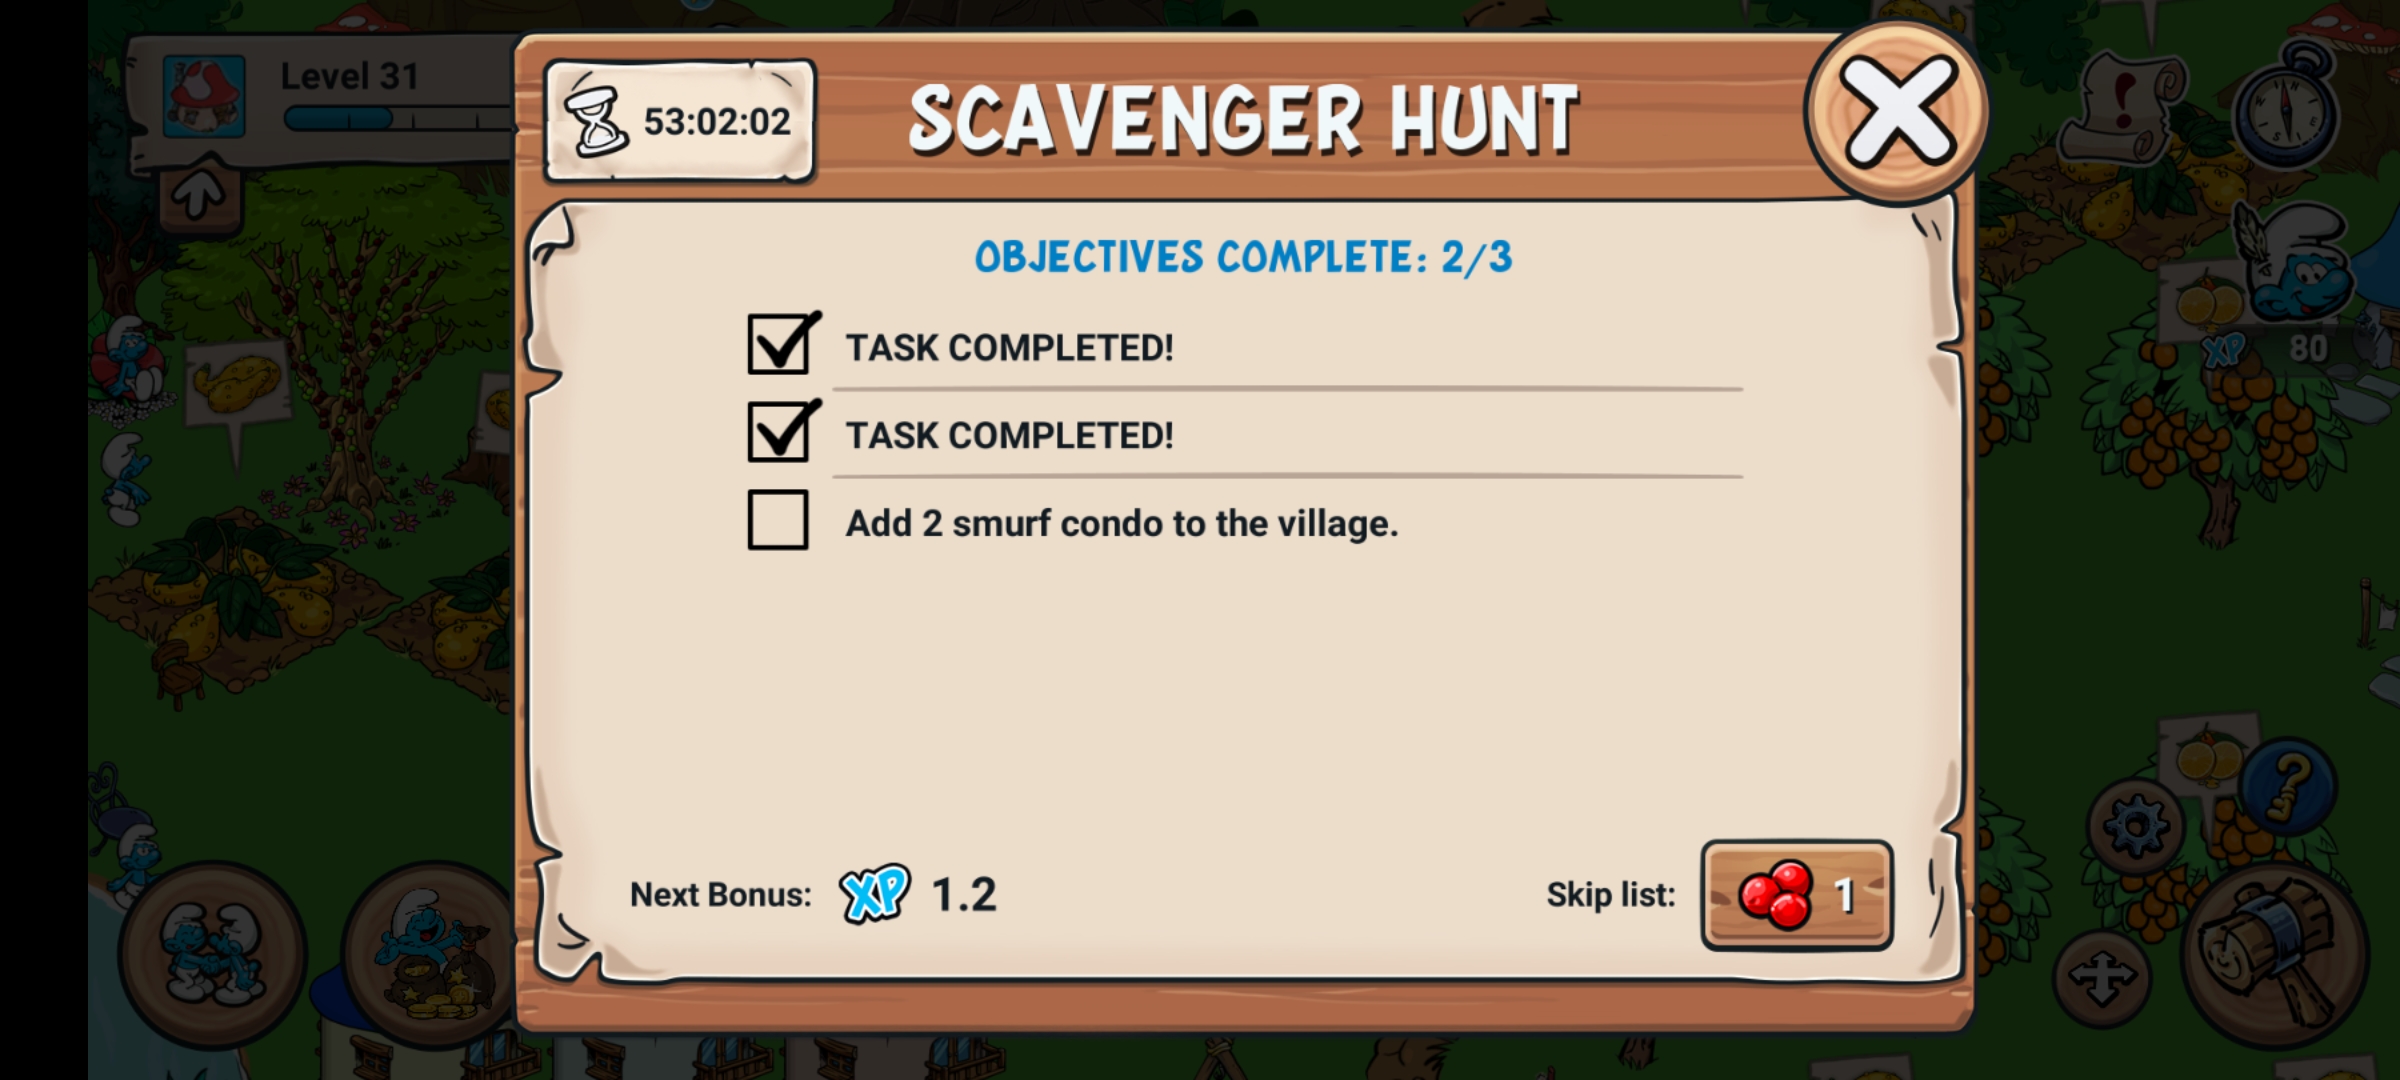 Level 31
53:02:02
SCAVENGER HUNT
OBJECTIVES COMPLETE: 2/3
TASK COMPLETED!
TASK COMPLETED!
Add 2 smurf condo to the village.
XP 80
Next Bonus: XP 1.2
Skip list: 1